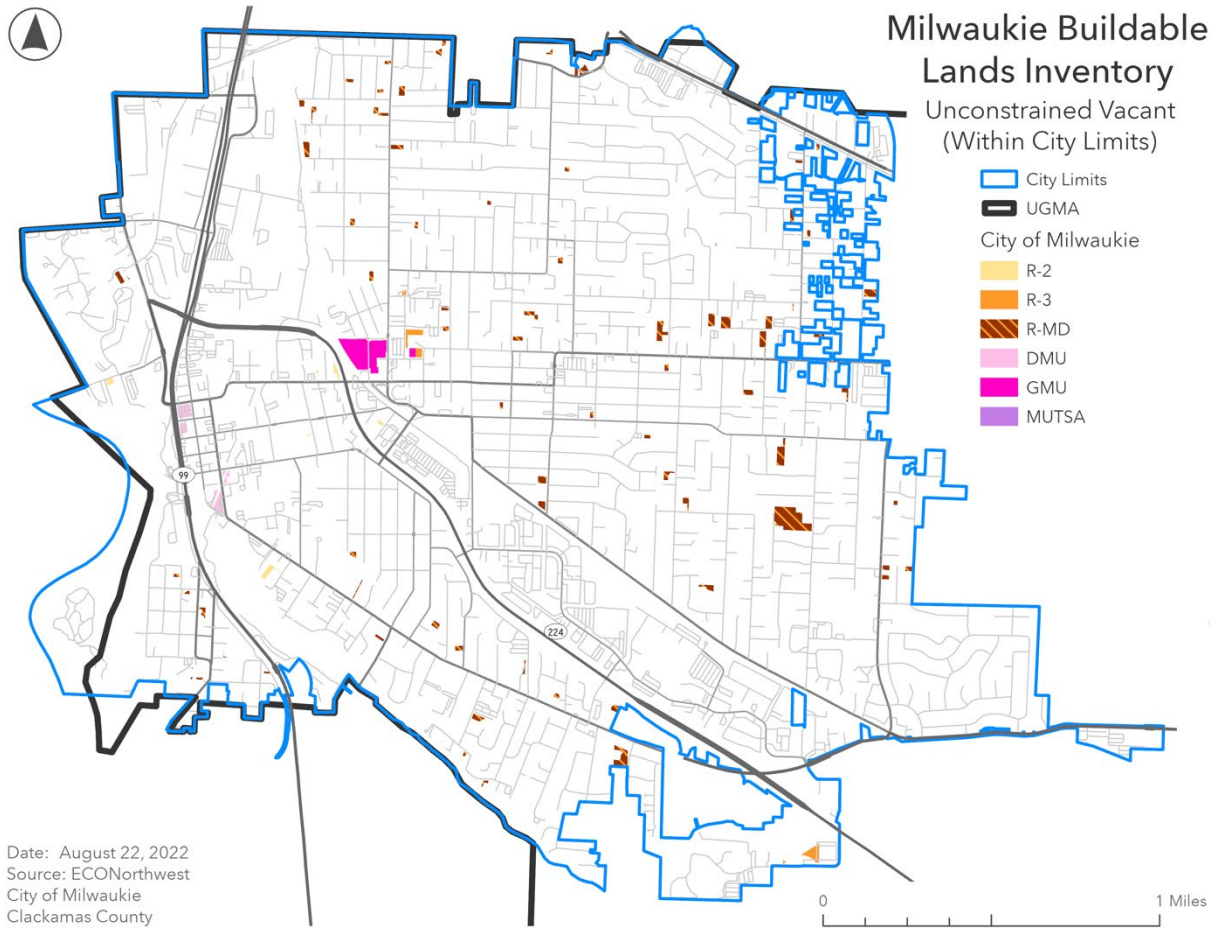 Milwaukie Buildable
Lands Inventory
Unconstrained Vacant
(Within City Limits)
City Limits
UGMA
City of Milwaukie
R-2
R-3
R-MD
DMU
GMU
MUTSA
99
224
Date: August 22, 2022
Source: ECONorthwest
City of Milwaukie
Clackamas County
0
1 Miles